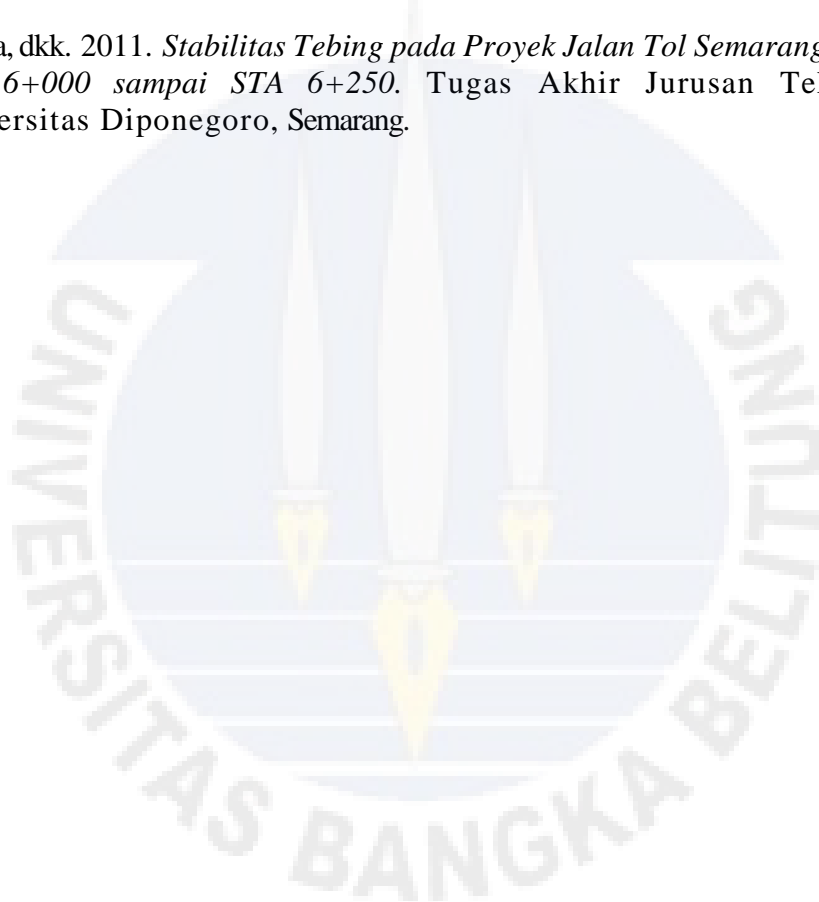 a, dkk. 2011. Stabilitas Tebing pada Proyek Jalan Tol Semarang
6+000 sampai STA 6+250. Tugas Akhir Jurusan Te
ersitas Diponegoro, Semarang.
UNIVERSITAS BANGKA BELITUNG